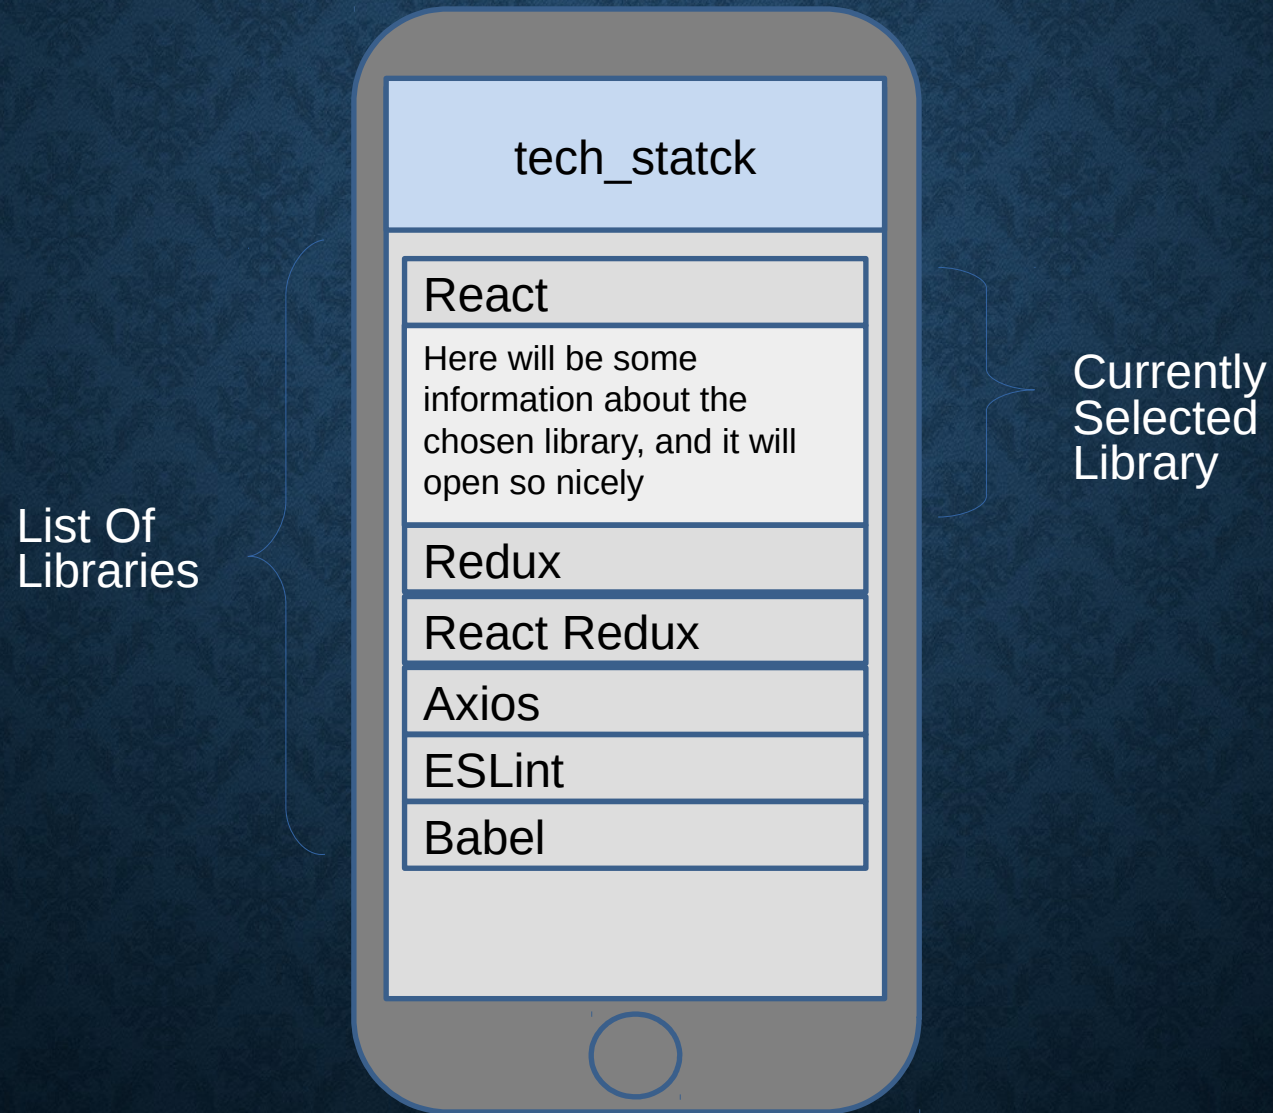 tech_statck
React
Here will be some
information about the
chosen library, and it will
open so nicely
Redux
React Redux
Axios
ESLint
Babel
List Of
Libraries
Currently
Selected
Library